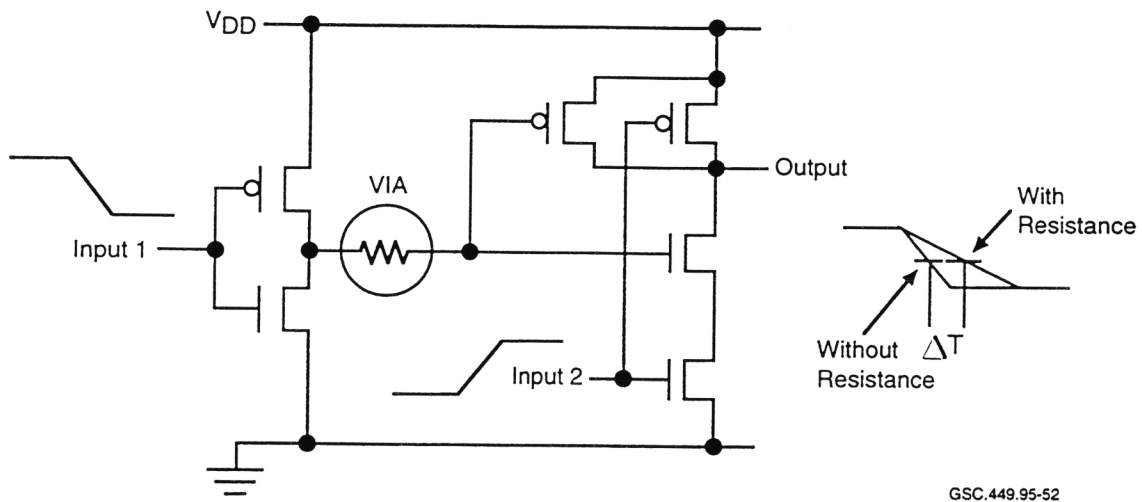 VDD
VIA
Output
With
Resistance
Input 1
Without
Resistance
ΔT
Input 2
GSC.449.95-52